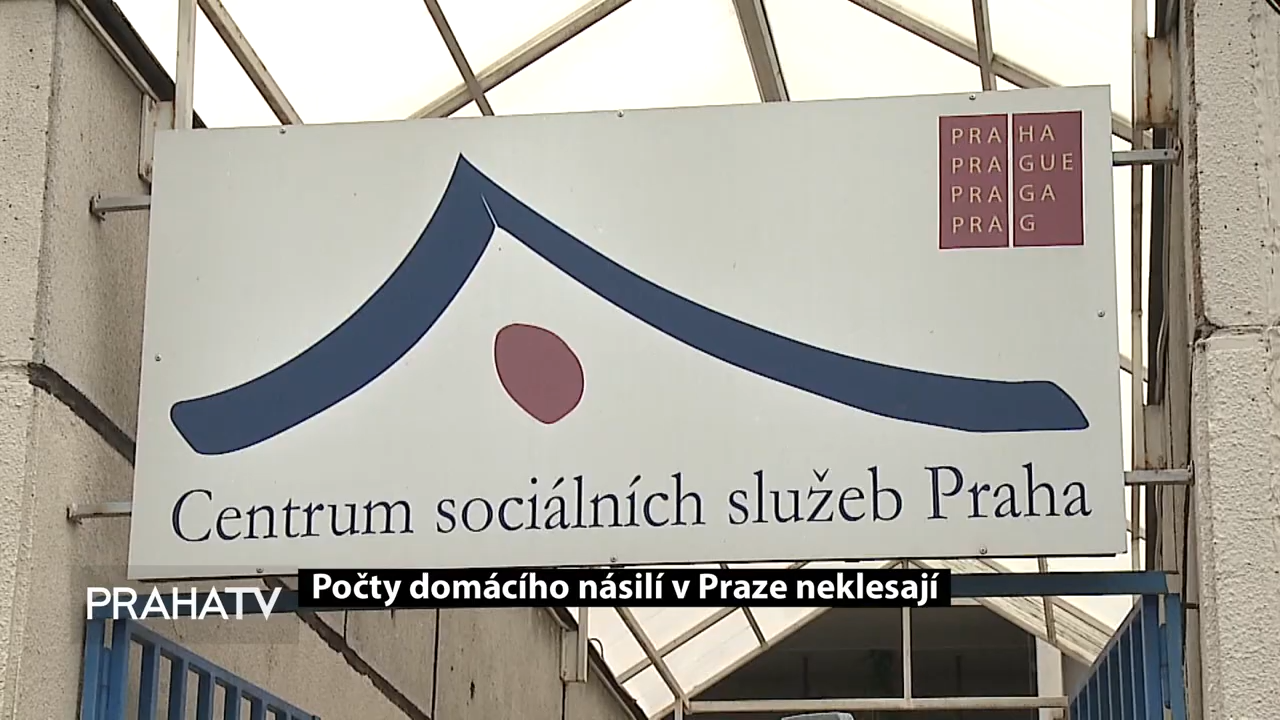 PRA HA
PRA GUE
PRA GA
PRA G
Centrum sociálních služeb Praha
Počty domácího násilí v Praze neklesají
PRAHATV